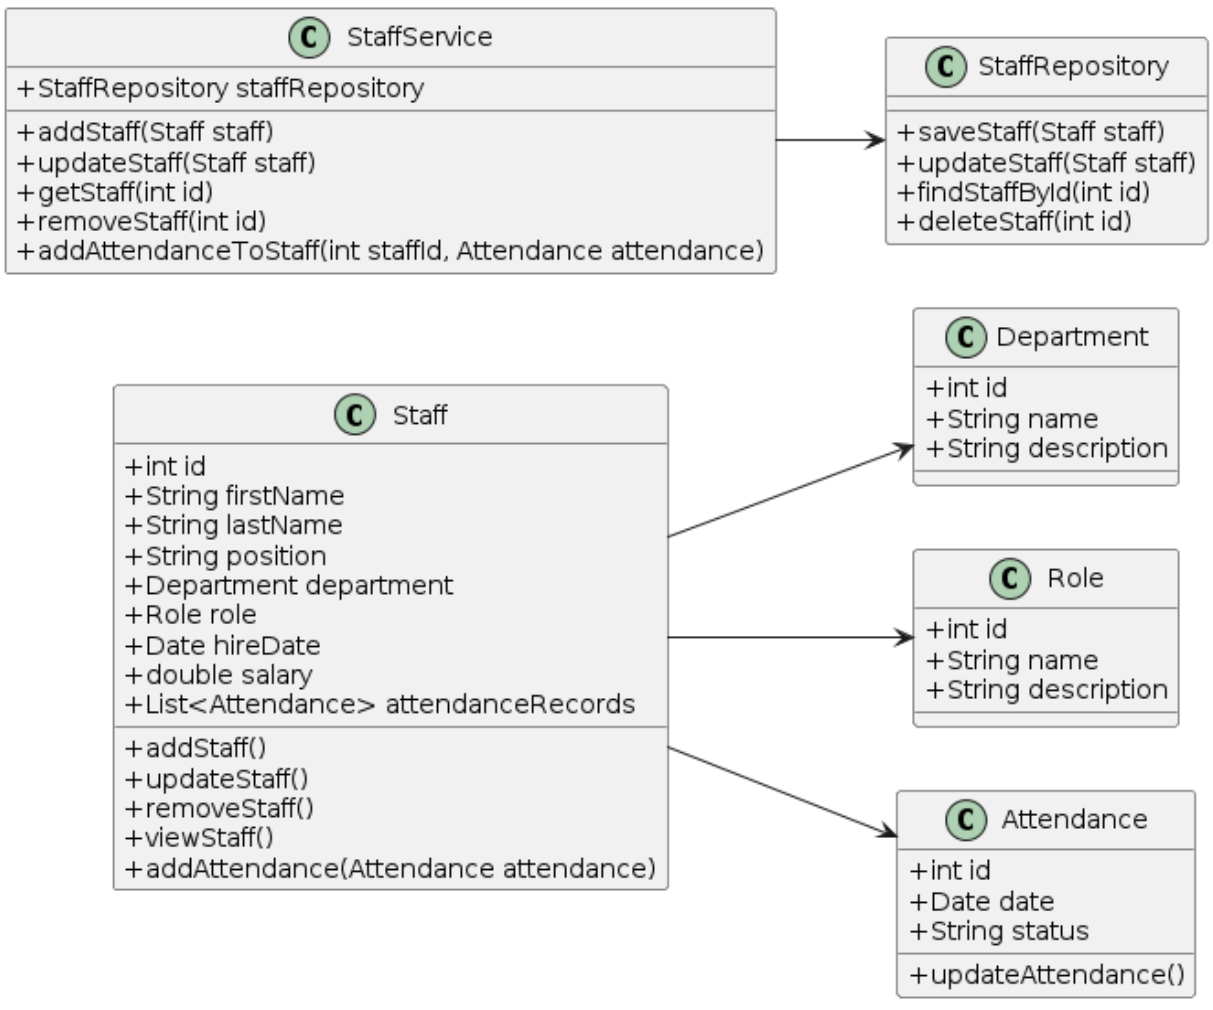 C StaffService
+StaffRepository staffRepository
+addStaff(Staff staff)
+updateStaff(Staff staff)
+getStaff(int id)
+removeStaff(int id)
+addAttendanceToStaff(int staffId, Attendance attendance)
C StaffRepository
+saveStaff(Staff staff)
+updateStaff(Staff staff)
+findStaffById(int id)
+deleteStaff(int id)
C Staff
+int id
+String firstName
+String lastName
+String position
+Department department
+Role role
+Date hireDate
+double salary
+List<Attendance> attendanceRecords
+addStaff()
+updateStaff()
+removeStaff()
+viewStaff()
+addAttendance(Attendance attendance)
C Department
+int id
+String name
+String description
C Role
+int id
+String name
+String description
C Attendance
+int id
+Date date
+String status
+updateAttendance()